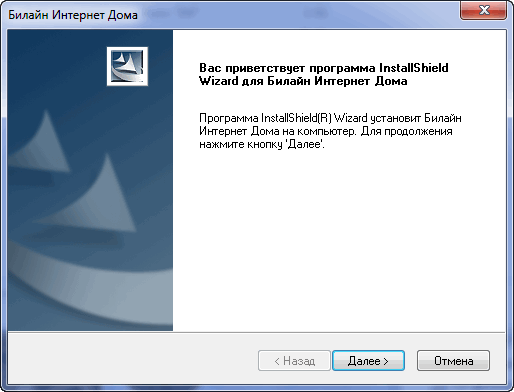 Билайн Интернет Дома
Вас приветствует программа InstallShield
Wizard для Билайн Интернет Дома
Программа InstallShield(R) Wizard установит Билайн
Интернет Дома на компьютер. Для продолжения
нажмите кнопку 'Далее'.
< Назад
Далее >
Отмена